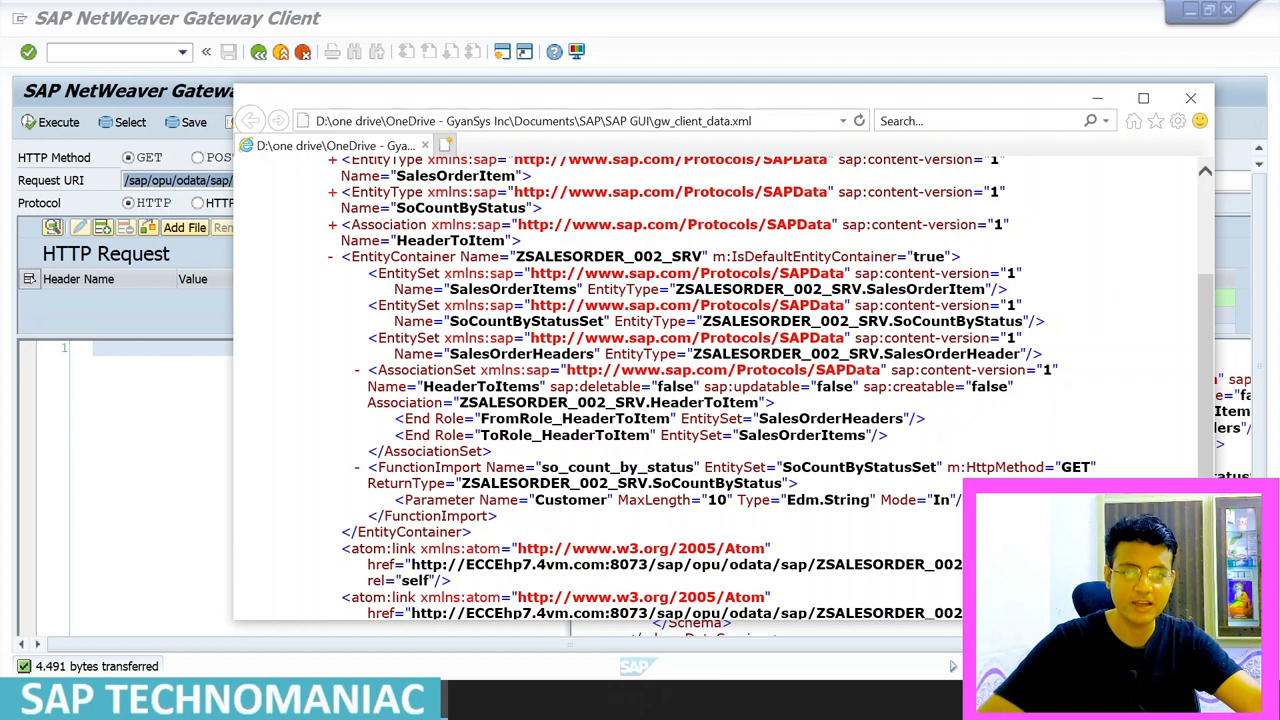 SAP NetWeaver Gateway Client
«
SAP NetWeaver Gatewa
Execute Select Save
HTTP Method GET POS
Request URI /sap/opu/odata/sap/
Protocol HTTP HTTP
Add File
HTTP Request
Header Name Value
1
D:\one drive\OneDrive - GyanSys Inc\Documents\SAP\SAP GUI\gw_client_data.xml Search...
D:\one drive\OneDrive - Gya...
+ <EntityType xmlns:sap="http://www.sap.com/Protocols/SAPData" sap:content-version="1"
Name="SalesOrderItem">
+ <EntityType xmlns:sap="http://www.sap.com/Protocols/SAPData" sap:content-version="1"
Name="SoCountByStatus">
+ <Association xmlns:sap="http://www.sap.com/Protocols/SAPData" sap:content-version="1"
Name="HeaderToItem">
- <EntityContainer Name="ZSALESORDER_002_SRV" m:IsDefaultEntityContainer="true">
<EntitySet xmlns:sap="http://www.sap.com/Protocols/SAPData" sap:content-version="1"
Name="SalesOrderItems" EntityType="ZSALESORDER_002_SRV.SalesOrderItem"/>
<EntitySet xmlns:sap="http://www.sap.com/Protocols/SAPData" sap:content-version="1"
Name="SoCountByStatusSet" EntityType="ZSALESORDER_002_SRV.SoCountByStatus"/>
<EntitySet xmlns:sap="http://www.sap.com/Protocols/SAPData" sap:content-version="1"
Name="SalesOrderHeaders" EntityType="ZSALESORDER_002_SRV.SalesOrderHeader"/>
- <AssociationSet xmlns:sap="http://www.sap.com/Protocols/SAPData" sap:content-version="1"
Name="HeaderToItems" sap:deletable="false" sap:updatable="false" sap:creatable="false"
Association="ZSALESORDER_002_SRV.HeaderToItem">
<End Role="FromRole_HeaderToItem" EntitySet="SalesOrderHeaders"/>
<End Role="ToRole_HeaderToItem" EntitySet="SalesOrderItems"/>
</AssociationSet>
- <FunctionImport Name="so_count_by_status" EntitySet="SoCountByStatusSet" m:HttpMethod="GET"
ReturnType="ZSALESORDER_002_SRV.SoCountByStatus">
<Parameter Name="Customer" MaxLength="10" Type="Edm.String" Mode="In"/
</FunctionImport>
</EntityContainer>
<atom:link xmlns:atom="http://www.w3.org/2005/Atom"
href="http://ECCEhp7.4vm.com:8073/sap/opu/odata/sap/ZSALESORDER_002
rel="self"/>
<atom:link xmlns:atom="http://www.w3.org/2005/Atom"
href="http://ECCEhp7.4vm.com:8073/sap/opu/odata/sap/ZSALESORDER_002
</Schema>
4.491 bytes transferred
SAP
SAP TECHNOMANIAC